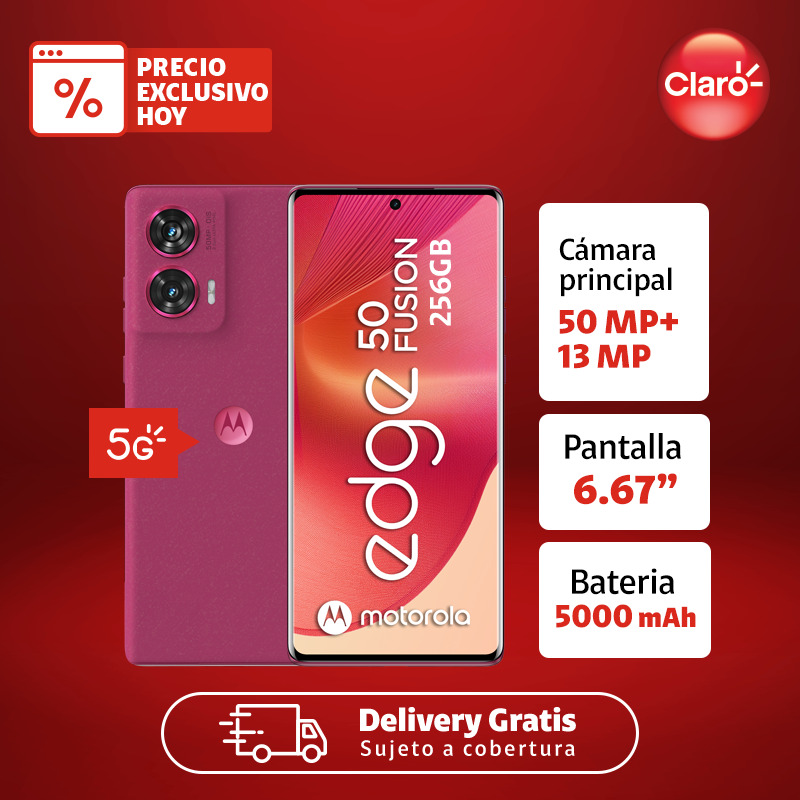 %
PRECIO
EXCLUSIVO
HOY
Claro
Cámara
principal
50 MP+
13 MP
5G
edge
50
FUSION
256GB
motorola
Pantalla
6.67”
Bateria
5000 mAh
Delivery Gratis
Sujeto a cobertura